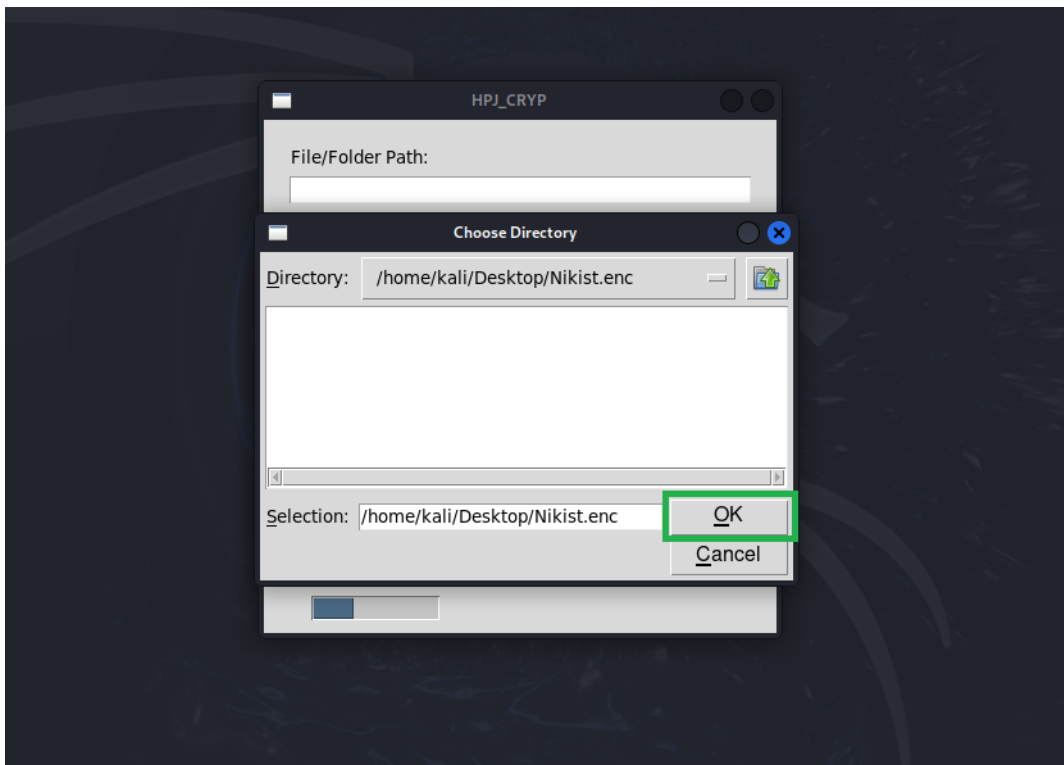 HPJ_CRYP
File/Folder Path:
Choose Directory
Directory: /home/kali/Desktop/Nikist.enc
Selection: /home/kali/Desktop/Nikist.enc OK
Cancel